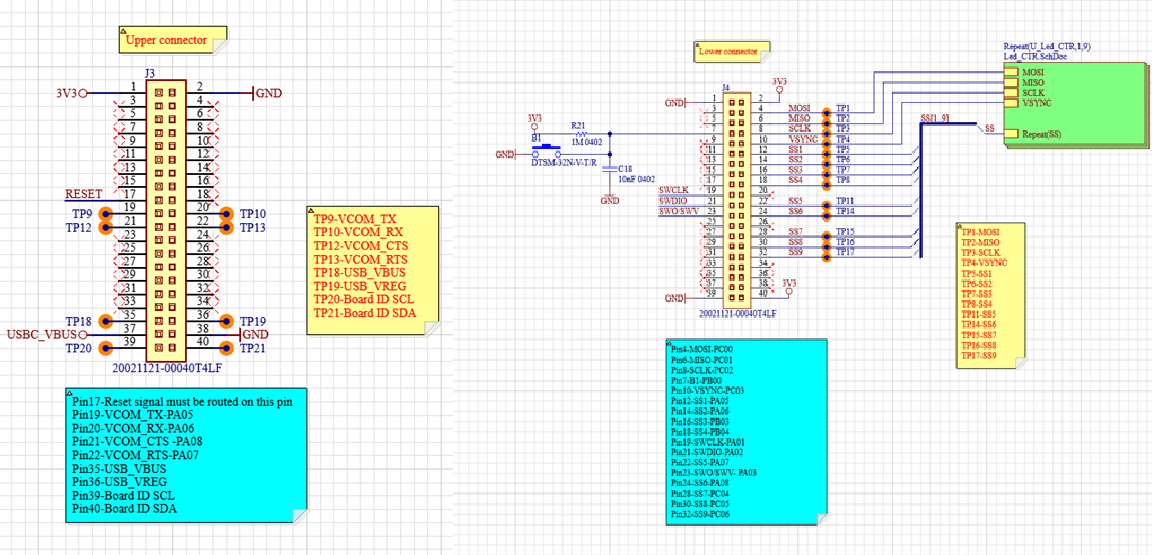 Upper connector
J3
3V3
1
2
GND
3
4
5
6
7
8
9
10
11
12
13
14
15
16
RESET
17
18
19
20
TP9
TP10
21
22
TP12
TP13
23
24
25
26
27
28
29
30
31
32
33
34
35
36
TP18
TP19
USBC_VBUS
37
38
GND
39
40
TP20
TP21
20021121-00040T4LF
TP9-VCOM_TX
TP10-VCOM_RX
TP12-VCOM_CTS
TP13-VCOM_RTS
TP18-USB_VBUS
TP19-USB_VREG
TP20-Board ID SCL
TP21-Board ID SDA
Pin17-Reset signal must be routed on this pin
Pin19-VCOM_TX-PA05
Pin20-VCOM_RX-PA06
Pin21-VCOM_CTS -PA08
Pin22-VCOM_RTS-PA07
Pin35-USB_VBUS
Pin36-USB_VREG
Pin39-Board ID SCL
Pin40-Board ID SDA
Lower connector
J4
3V3
GND
1
2
3
4
MOSI
TP1
5
6
MISO
TP2
7
8
SCLK
TP3
9
10
VSYNC
TP4
11
12
SS1
TP5
13
14
SS2
TP6
15
16
SS3
TP7
17
18
SS4
TP8
SWCLK
19
20
SWDIO
21
22
SS5
TP11
SWO/SWV
23
24
SS6
TP14
25
26
27
28
SS7
TP15
29
30
SS8
TP16
31
32
SS9
TP17
33
34
35
36
37
38
3V3
GND
39
40
20021121-00040T4LF
3V3
B1
GND
DTSM-32N-V-T/R
R21
1M 0402
C18
10nF 0402
GND
SS[1..9]
SS
Repeat(U_Led_CTR,1,9)
Led_CTR.SchDoc
MOSI
MISO
SCLK
VSYNC
Repeat(SS)
TP1-MOSI
TP2-MISO
TP3-SCLK
TP4-VSYNC
TP5-SS1
TP6-SS2
TP7-SS3
TP8-SS4
TP11-SS5
TP14-SS6
TP15-SS7
TP16-SS8
TP17-SS9
Pin4-MOSI-PC00
Pin6-MISO-PC01
Pin8-SCLK-PC02
Pin7-B1-PB00
Pin10-VSYNC-PC03
Pin12-SS1-PA05
Pin14-SS2-PA06
Pin16-SS3-PB03
Pin18-SS4-PB04
Pin19-SWCLK-PA01
Pin21-SWDIO-PA02
Pin22-SS5-PA07
Pin23-SWO/SWV- PA03
Pin24-SS6-PA08
Pin28-SS7-PC04
Pin30-SS8-PC05
Pin32-SS9-PC06